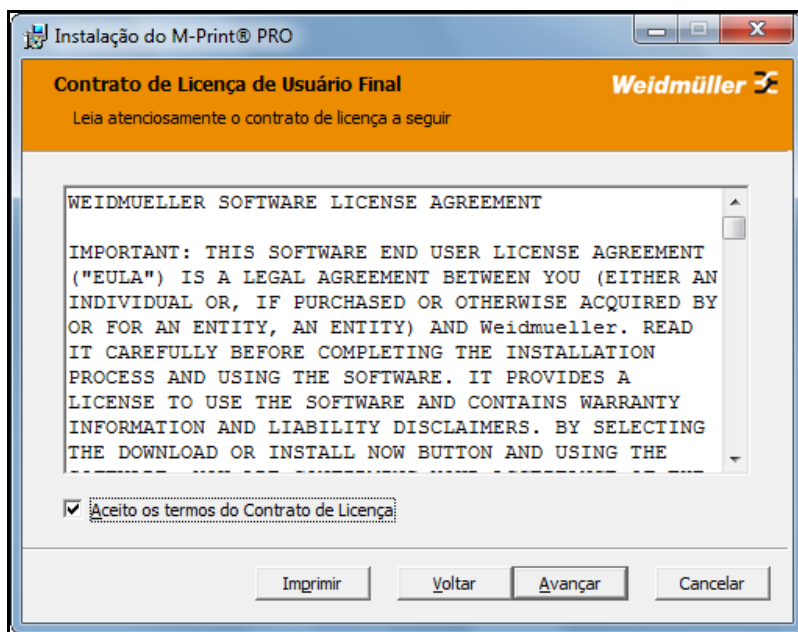 Instalação do M-Print® PRO
Contrato de Licença de Usuário Final
Weidmüller
Leia atenciosamente o contrato de licença a seguir
WEIDMUELLER SOFTWARE LICENSE AGREEMENT
IMPORTANT: THIS SOFTWARE END USER LICENSE AGREEMENT
("EULA") IS A LEGAL AGREEMENT BETWEEN YOU (EITHER AN
INDIVIDUAL OR, IF PURCHASED OR OTHERWISE ACQUIRED BY
OR FOR AN ENTITY, AN ENTITY) AND Weidmueller. READ
IT CAREFULLY BEFORE COMPLETING THE INSTALLATION
PROCESS AND USING THE SOFTWARE. IT PROVIDES A
LICENSE TO USE THE SOFTWARE AND CONTAINS WARRANTY
INFORMATION AND LIABILITY DISCLAIMERS. BY SELECTING
THE DOWNLOAD OR INSTALL NOW BUTTON AND USING THE
Aceito os termos do Contrato de Licença
Imprimir Voltar Avançar Cancelar